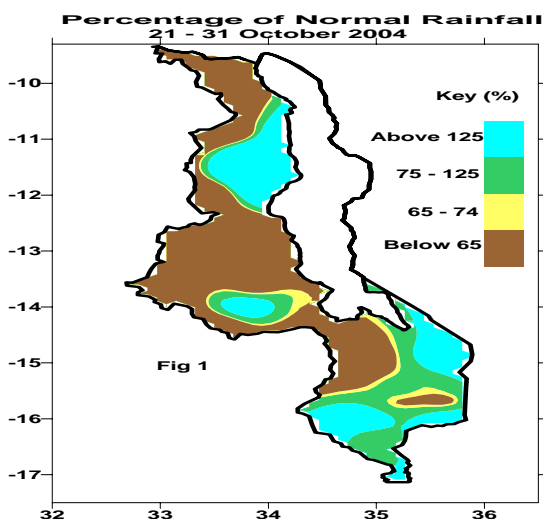 Percentage of Normal Rainfall
21 - 31 October 2004
Key (%)
Above 125
75 - 125
65 - 74
Below 65
Fig 1
-10
-11
-12
-13
-14
-15
-16
-17
32
33
34
35
36